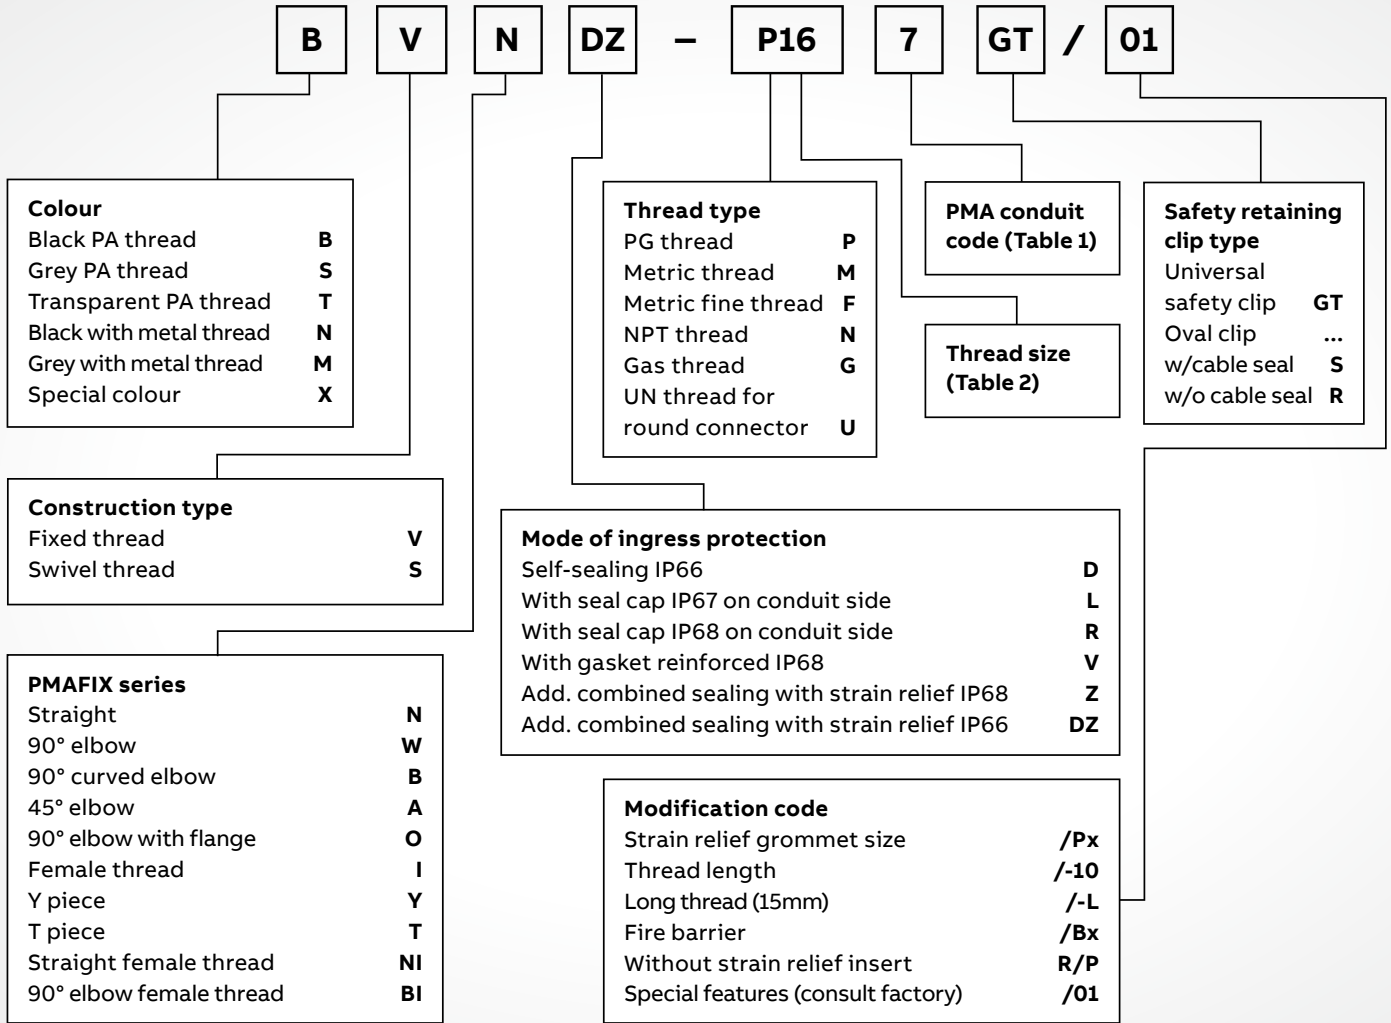 B V N DZ – P16 7 GT / 01
Colour
Black PA thread B
Grey PA thread S
Transparent PA thread T
Black with metal thread N
Grey with metal thread M
Special colour X
Construction type
Fixed thread V
Swivel thread S
PMAFIX series
Straight N
90° elbow W
90° curved elbow B
45° elbow A
90° elbow with flange O
Female thread I
Y piece Y
T piece T
Straight female thread NI
90° elbow female thread BI
Thread type
PG thread P
Metric thread M
Metric fine thread F
NPT thread N
Gas thread G
UN thread for
round connector U
PMA conduit
code (Table 1)
Thread size
(Table 2)
Safety retaining
clip type
Universal
safety clip GT
Oval clip ...
w/cable seal S
w/o cable seal R
Mode of ingress protection
Self-sealing IP66 D
With seal cap IP67 on conduit side L
With seal cap IP68 on conduit side R
With gasket reinforced IP68 V
Add. combined sealing with strain relief IP68 Z
Add. combined sealing with strain relief IP66 DZ
Modification code
Strain relief grommet size /Px
Thread length /-10
Long thread (15mm) /-L
Fire barrier /Bx
Without strain relief insert R/P
Special features (consult factory) /01